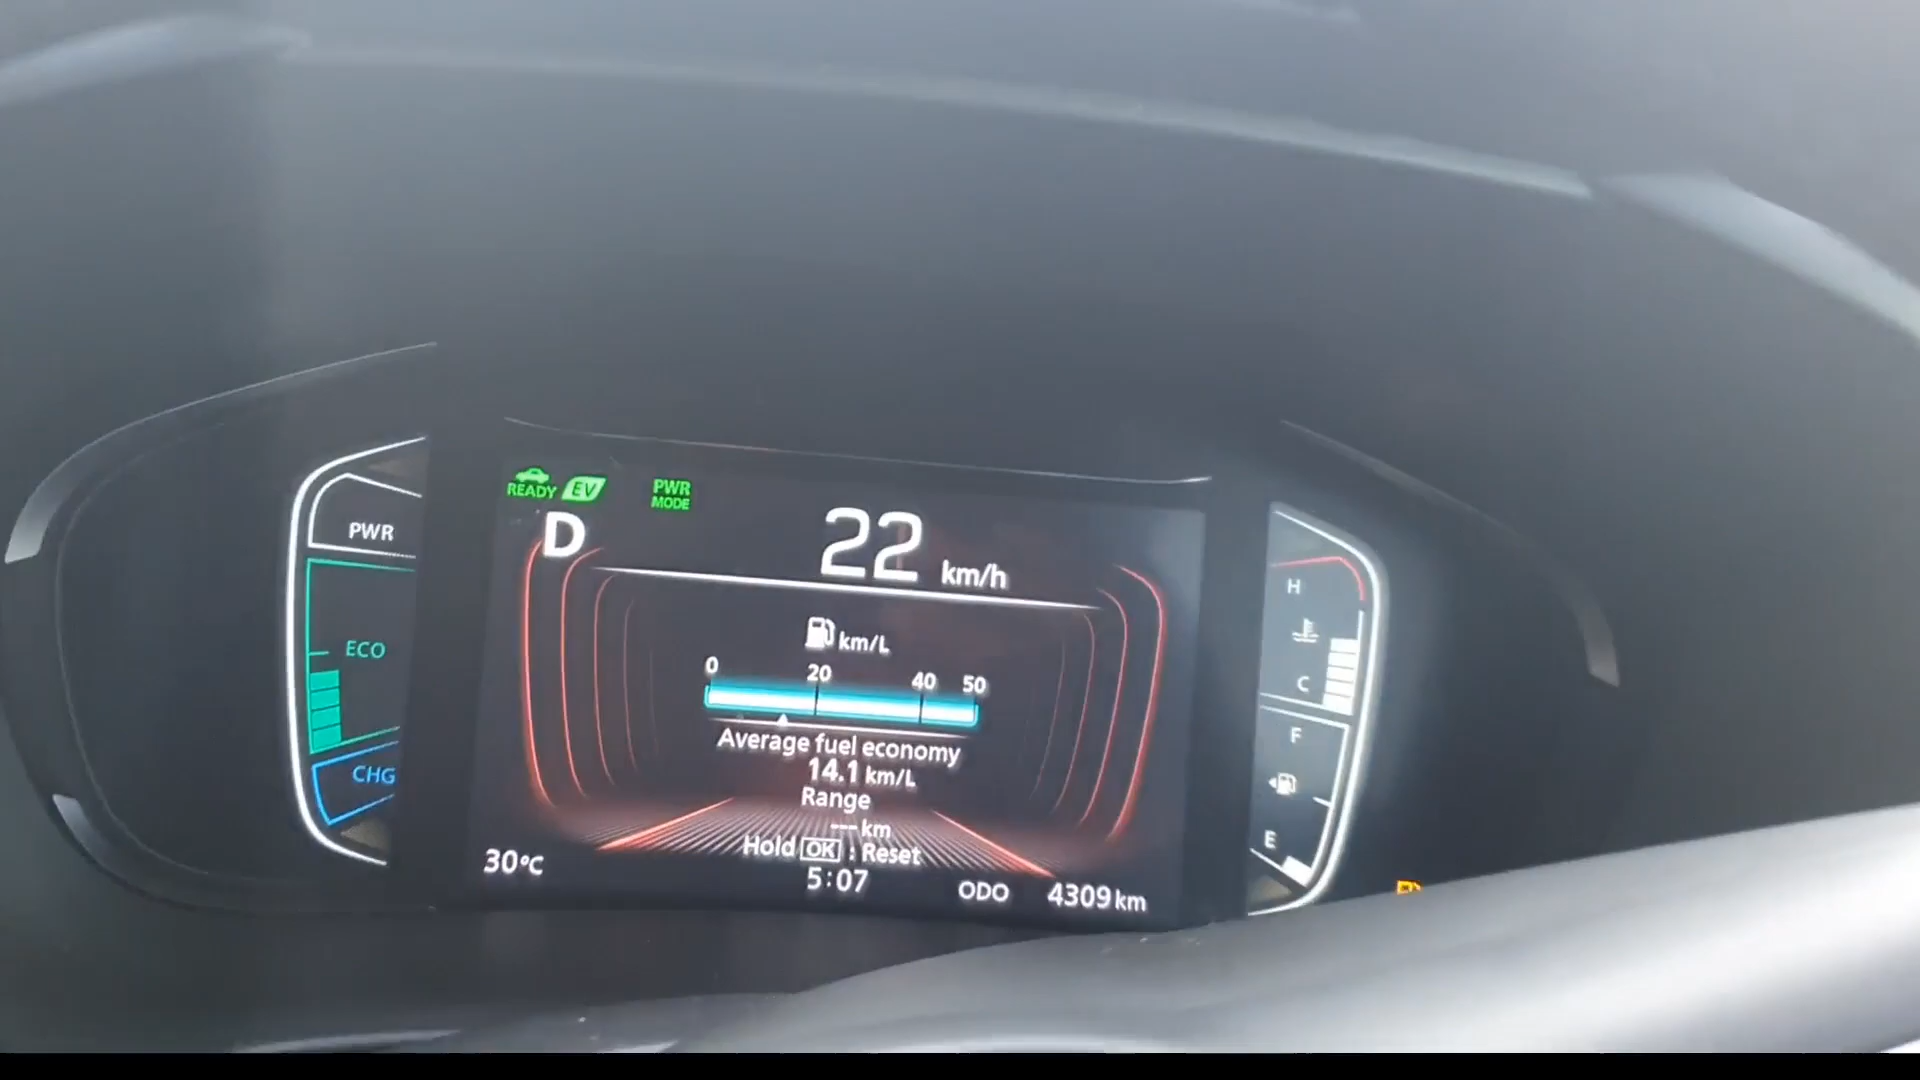 READY EV PWR MODE
D
22 km/h
PWR
ECO
CHG
km/L
0 20 40 50
Average fuel economy
14.1 km/L
Range
--- km
Hold OK : Reset
30°C
5:07
ODO 4309 km
H
C
F
E